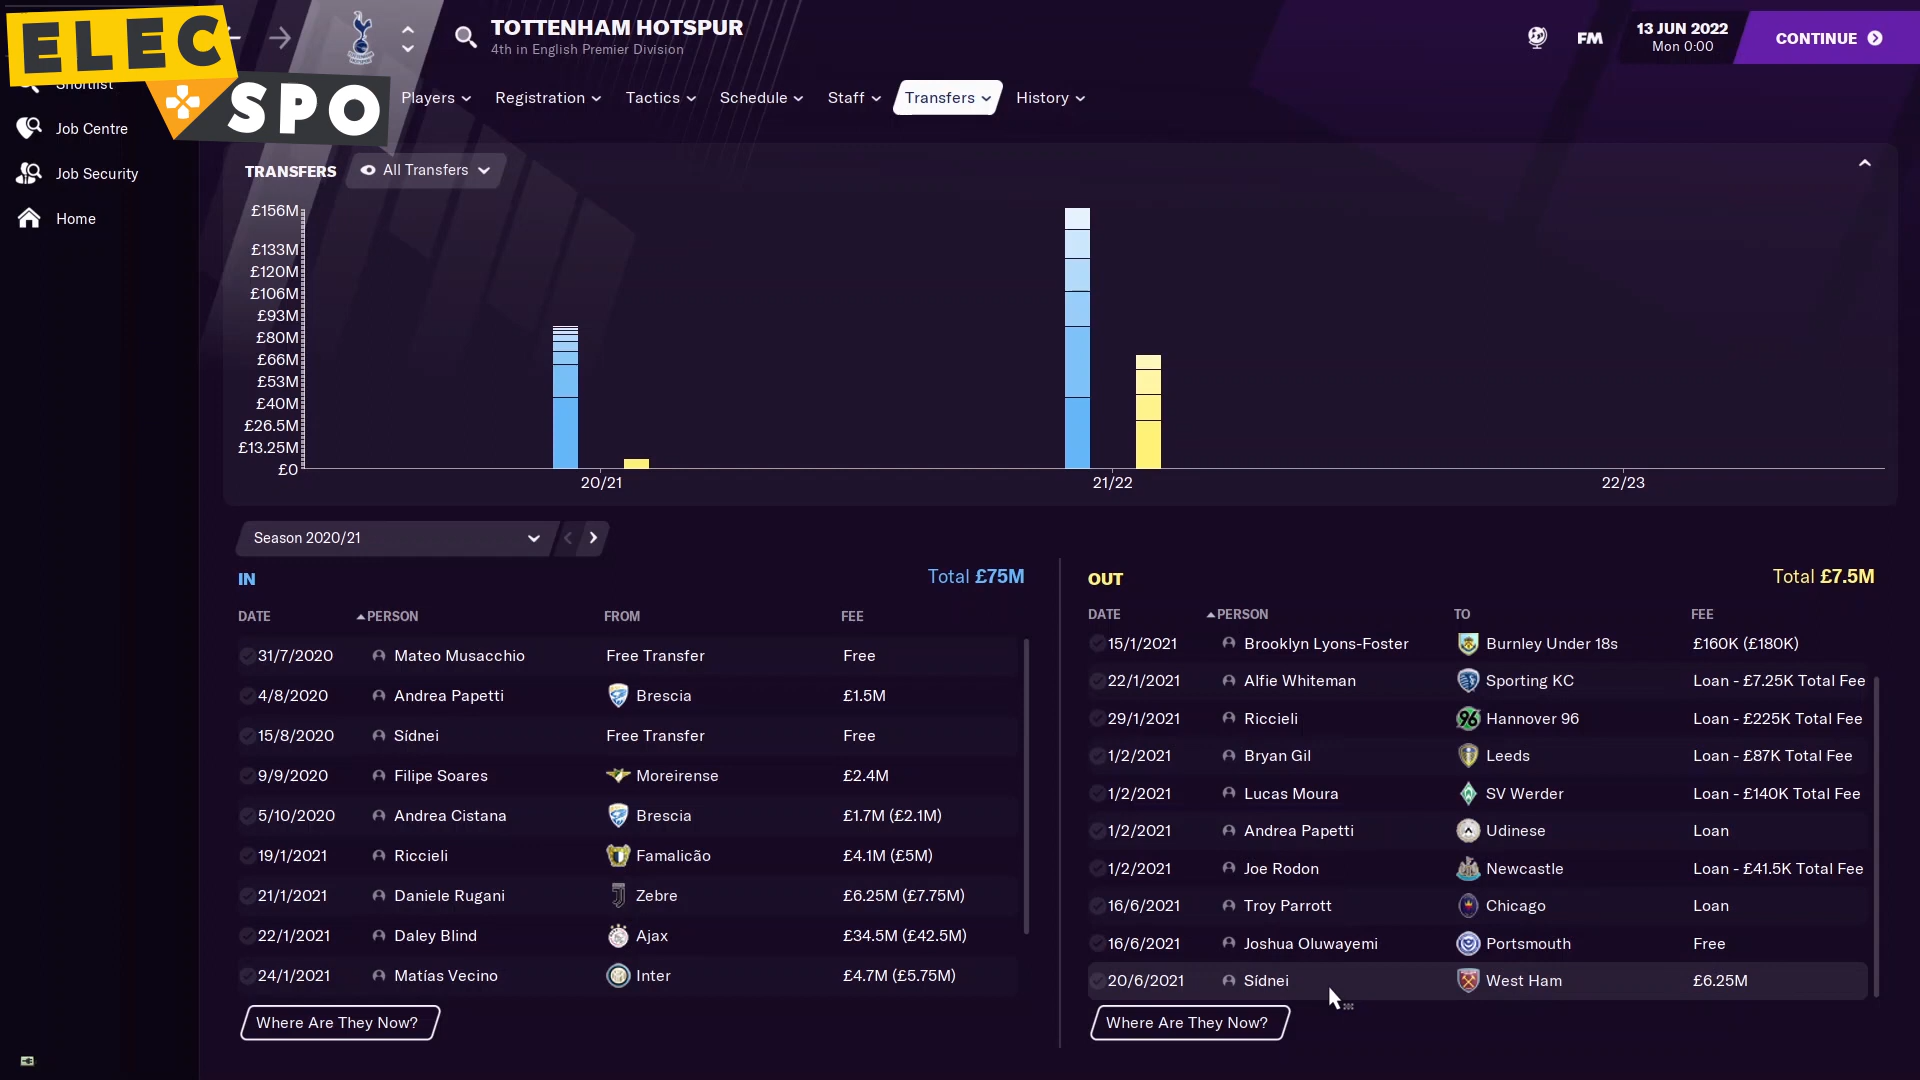 ELEC
SPO
TOTTENHAM HOTSPUR
4th in English Premier Division
FM
13 JUN 2022
Mon 0:00
CONTINUE
Shortlist
Job Centre
Job Security
Home
Players
Registration
Tactics
Schedule
Staff
Transfers
History
TRANSFERS
All Transfers
£156M
£133M
£120M
£106M
£93M
£80M
£66M
£53M
£40M
£26.5M
£13.25M
£0
20/21
21/22
22/23
Season 2020/21
IN
Total £75M
DATE PERSON FROM FEE
31/7/2020 Mateo Musacchio Free Transfer Free
4/8/2020 Andrea Papetti Brescia £1.5M
15/8/2020 Sídnei Free Transfer Free
9/9/2020 Filipe Soares Moreirense £2.4M
5/10/2020 Andrea Cistana Brescia £1.7M (£2.1M)
19/1/2021 Riccieli Famalicão £4.1M (£5M)
21/1/2021 Daniele Rugani Zebre £6.25M (£7.75M)
22/1/2021 Daley Blind Ajax £34.5M (£42.5M)
24/1/2021 Matías Vecino Inter £4.7M (£5.75M)
Where Are They Now?
OUT
Total £7.5M
DATE PERSON TO FEE
15/1/2021 Brooklyn Lyons-Foster Burnley Under 18s £160K (£180K)
22/1/2021 Alfie Whiteman Sporting KC Loan - £7.25K Total Fee
29/1/2021 Riccieli Hannover 96 Loan - £225K Total Fee
1/2/2021 Bryan Gil Leeds Loan - £87K Total Fee
1/2/2021 Lucas Moura SV Werder Loan - £140K Total Fee
1/2/2021 Andrea Papetti Udinese Loan
1/2/2021 Joe Rodon Newcastle Loan - £41.5K Total Fee
16/6/2021 Troy Parrott Chicago Loan
16/6/2021 Joshua Oluwayemi Portsmouth Free
20/6/2021 Sídnei West Ham £6.25M
Where Are They Now?